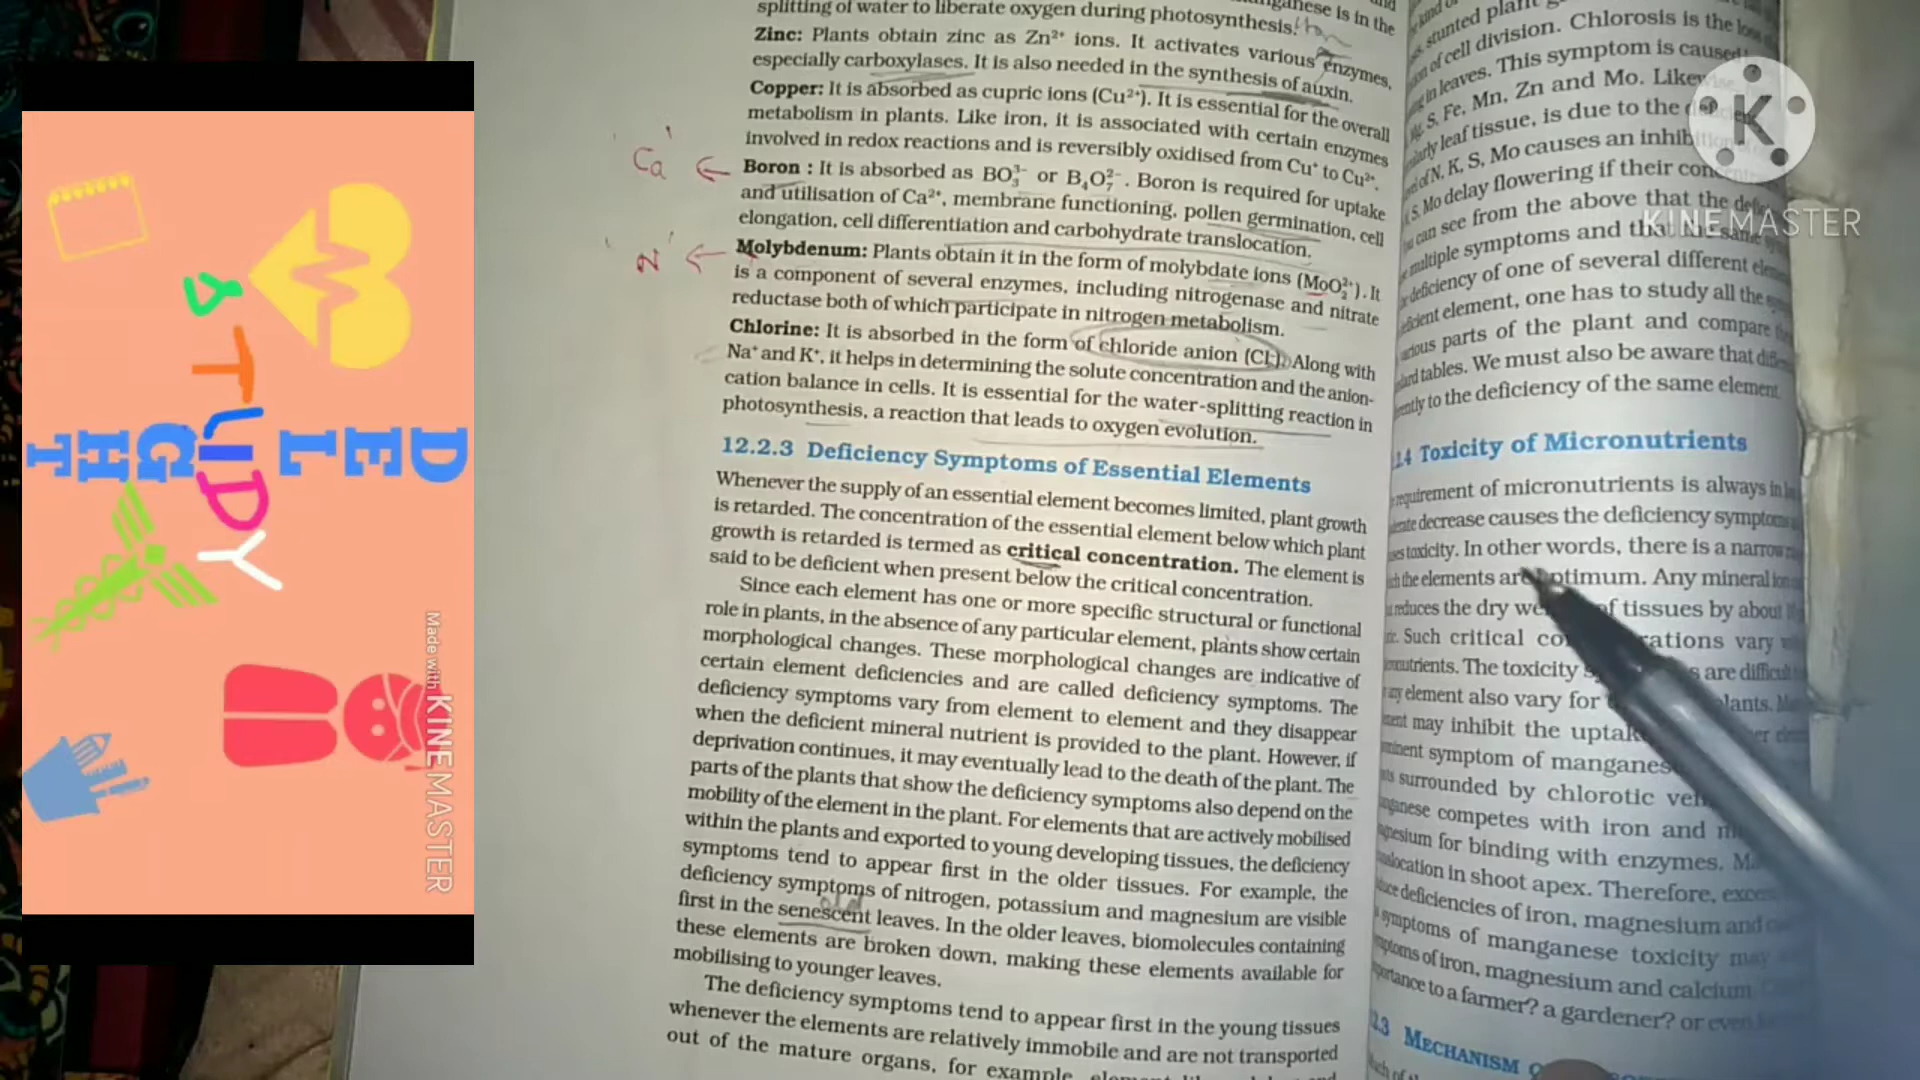 splitting of water to liberate oxygen during photosynthesis.
Zinc: Plants obtain zinc as Zn²⁺ ions. It activates various enzymes,
especially carboxylases. It is also needed in the synthesis of auxin.
Copper: It is absorbed as cupric ions (Cu²⁺). It is essential for the overall
metabolism in plants. Like iron, it is associated with certain enzymes
involved in redox reactions and is reversibly oxidised from Cu⁺ to Cu²⁺.
'Ca' ←
Boron : It is absorbed as BO₃³⁻ or B₄O₇²⁻. Boron is required for uptake
and utilisation of Ca²⁺, membrane functioning, pollen germination, cell
elongation, cell differentiation and carbohydrate translocation.
'N' ←
Molybdenum: Plants obtain it in the form of molybdate ions (MoO₂²⁺). It
is a component of several enzymes, including nitrogenase and nitrate
reductase both of which participate in nitrogen metabolism.
Chlorine: It is absorbed in the form of chloride anion (Cl⁻). Along with
Na⁺ and K⁺, it helps in determining the solute concentration and the anion-
cation balance in cells. It is essential for the water-splitting reaction in
photosynthesis, a reaction that leads to oxygen evolution.
12.2.3 Deficiency Symptoms of Essential Elements
Whenever the supply of an essential element becomes limited, plant growth
is retarded. The concentration of the essential element below which plant
growth is retarded is termed as critical concentration. The element is
said to be deficient when present below the critical concentration.
Since each element has one or more specific structural or functional
role in plants, in the absence of any particular element, plants show certain
morphological changes. These morphological changes are indicative of
certain element deficiencies and are called deficiency symptoms. The
deficiency symptoms vary from element to element and they disappear
when the deficient mineral nutrient is provided to the plant. However, if
deprivation continues, it may eventually lead to the death of the plant. The
parts of the plants that show the deficiency symptoms also depend on the
mobility of the element in the plant. For elements that are actively mobilised
within the plants and exported to young developing tissues, the deficiency
symptoms tend to appear first in the older tissues. For example, the
deficiency symptoms of nitrogen, potassium and magnesium are visible
old
first in the senescent leaves. In the older leaves, biomolecules containing
these elements are broken down, making these elements available for
mobilising to younger leaves.
The deficiency symptoms tend to appear first in the young tissues
whenever the elements are relatively immobile and are not transported
out of the mature organs, for example,
stunted plant
of cell division. Chlorosis is the loss
in leaves. This symptom is caused
S, Fe, Mn, Zn and Mo.
leaf tissue, is due to the
of N, K, S, Mo causes an
Mo delay flowering if their
can see from the above that the
multiple symptoms and that the same
deficiency of one of several different
element, one has to study all the
parts of the plant and compare
tables. We must also be aware that
to the deficiency of the same element.
Toxicity of Micronutrients
requirement of micronutrients is always in
decrease causes the deficiency symptoms
toxicity. In other words, there is a narrow
the elements are optimum. Any mineral ion
reduces the dry of tissues by about
Such critical vary
The toxicity are difficult
element also vary for plants.
may inhibit the
symptom of
surrounded by chlorotic
competes with iron and
for binding with enzymes.
in shoot apex. Therefore,
deficiencies of iron, magnesium and
symptoms of manganese toxicity may
of iron, magnesium and calcium.
to a farmer? a gardener? or even
MECHANISM
K
KINEMASTER
STUDY
DELIGHT
Made with KINEMASTER